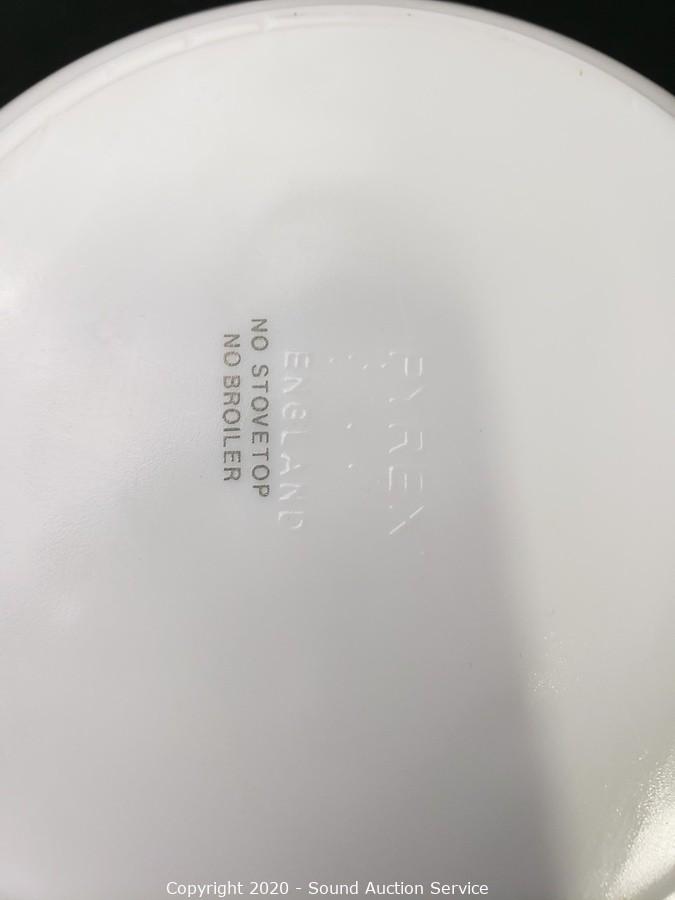 PYREX
ENGLAND
NO STOVETOP
NO BROILER
Copyright 2020 - Sound Auction Service